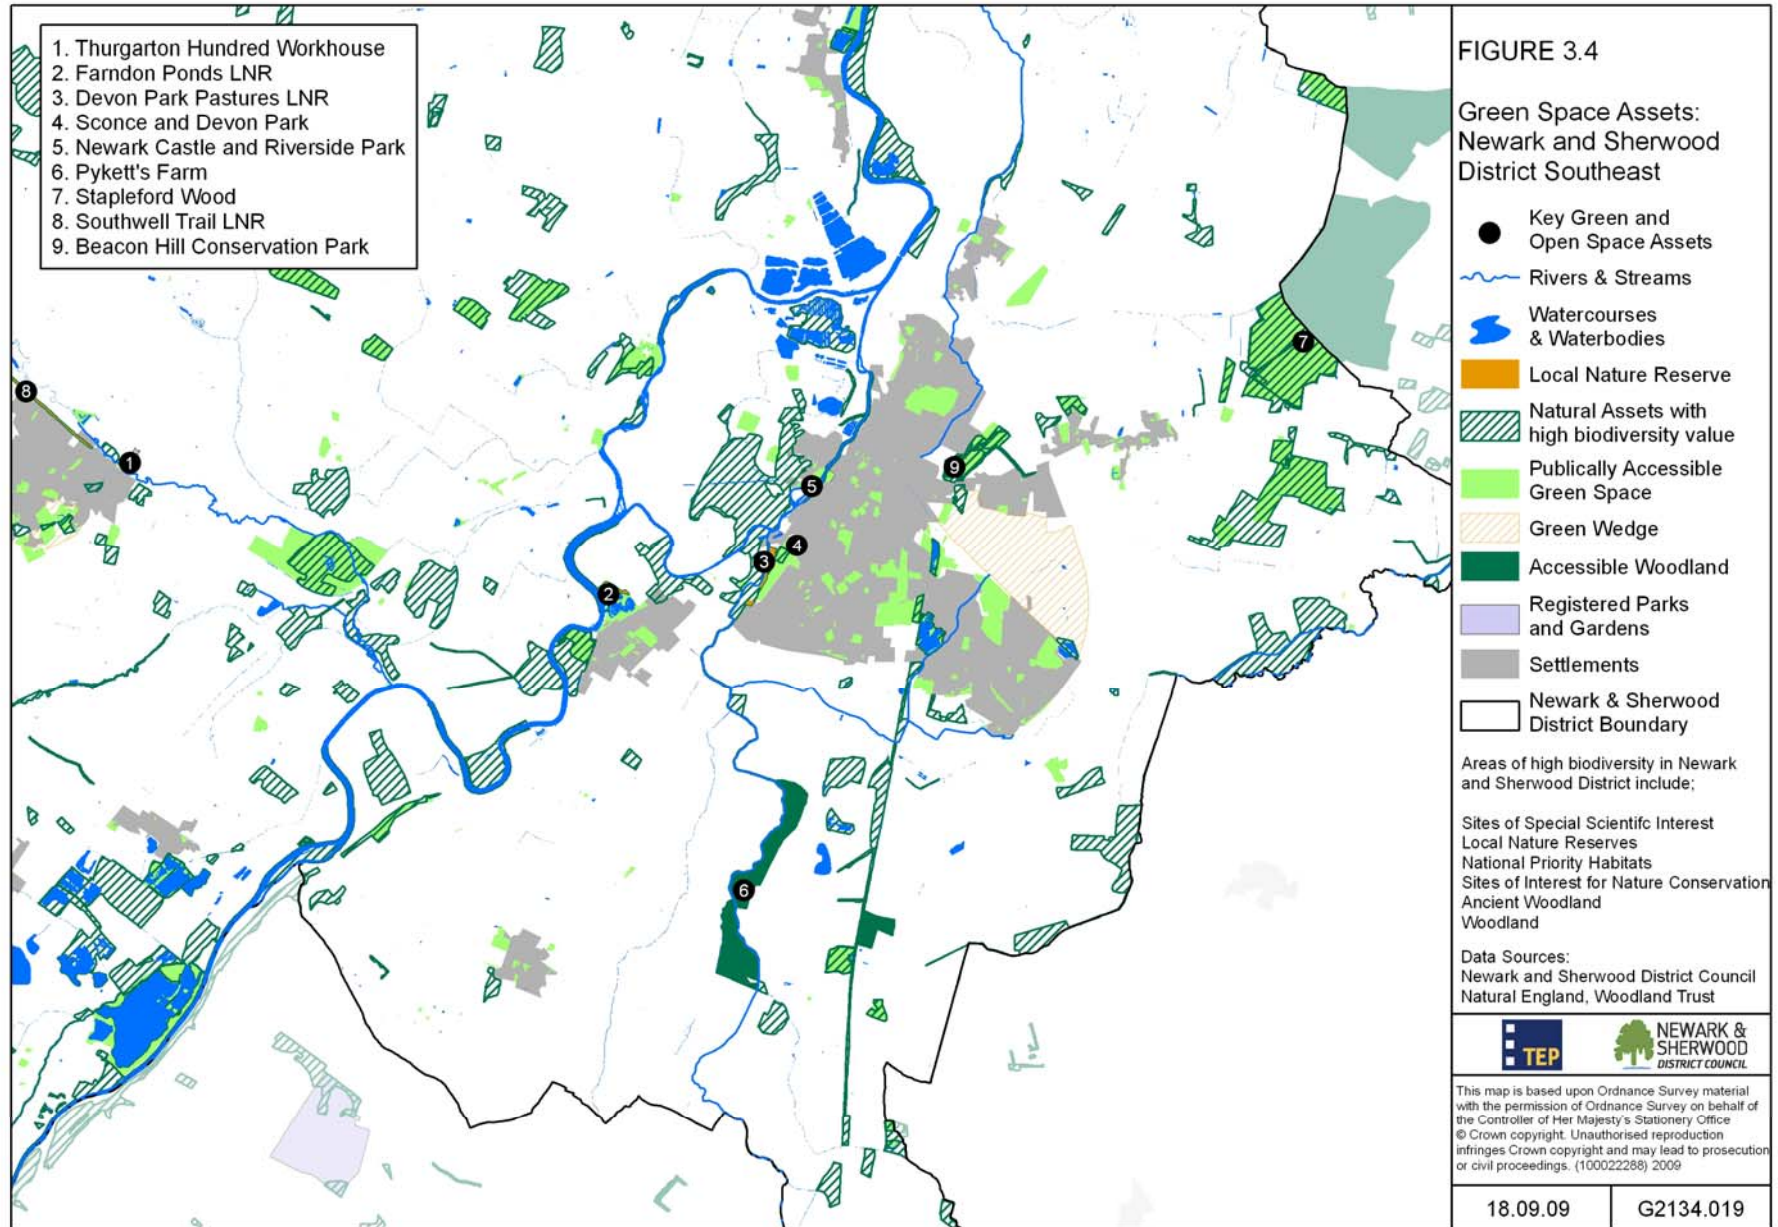 1. Thurgarton Hundred Workhouse
2. Farndon Ponds LNR
3. Devon Park Pastures LNR
4. Sconce and Devon Park
5. Newark Castle and Riverside Park
6. Pykett's Farm
7. Stapleford Wood
8. Southwell Trail LNR
9. Beacon Hill Conservation Park
7
8
1
9
5
4
3
2
6
FIGURE 3.4
Green Space Assets:
Newark and Sherwood
District Southeast
Key Green and
Open Space Assets
Rivers & Streams
Watercourses
& Waterbodies
Local Nature Reserve
Natural Assets with
high biodiversity value
Publically Accessible
Green Space
Green Wedge
Accessible Woodland
Registered Parks
and Gardens
Settlements
Newark & Sherwood
District Boundary
Areas of high biodiversity in Newark
and Sherwood District include;
Sites of Special Scientifc Interest
Local Nature Reserves
National Priority Habitats
Sites of Interest for Nature Conservation
Ancient Woodland
Woodland
Data Sources:
Newark and Sherwood District Council
Natural England, Woodland Trust
TEP
NEWARK &
SHERWOOD
DISTRICT COUNCIL
This map is based upon Ordnance Survey material
with the permission of Ordnance Survey on behalf of
the Controller of Her Majesty's Stationery Office
© Crown copyright. Unauthorised reproduction
infringes Crown copyright and may lead to prosecution
or civil proceedings. (100022288) 2009
18.09.09
G2134.019